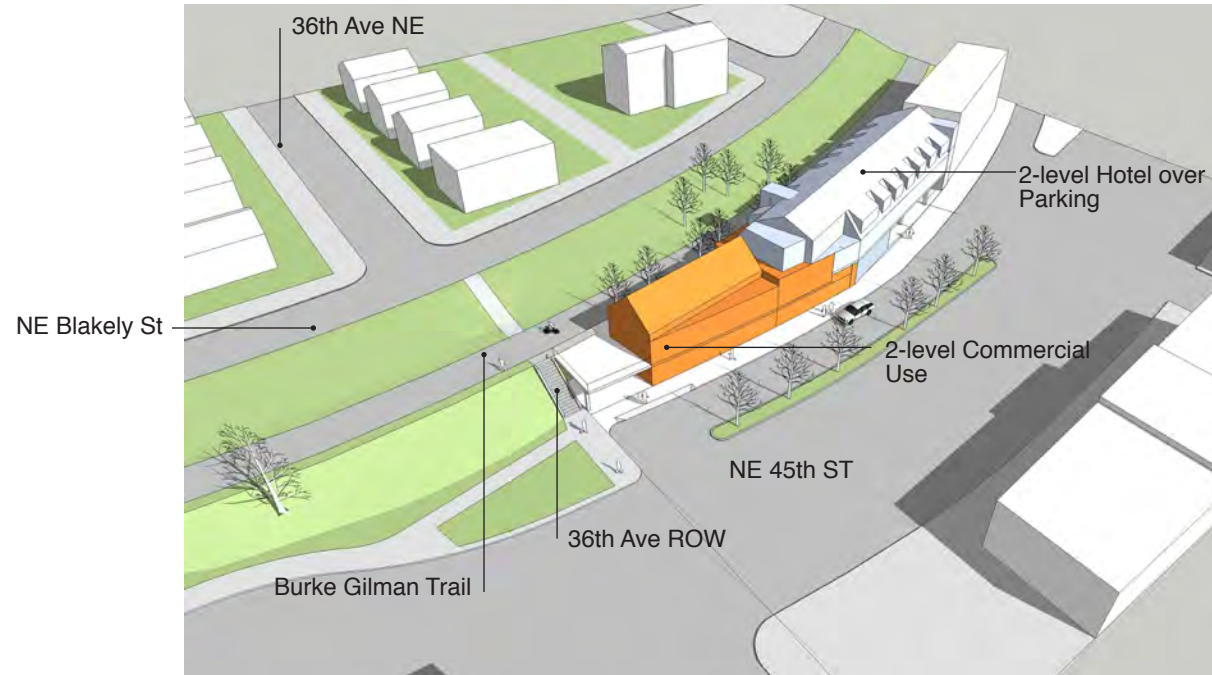 36th Ave NE
2-level Hotel over
Parking
NE Blakely St
2-level Commercial
Use
NE 45th ST
36th Ave ROW
Burke Gilman Trail